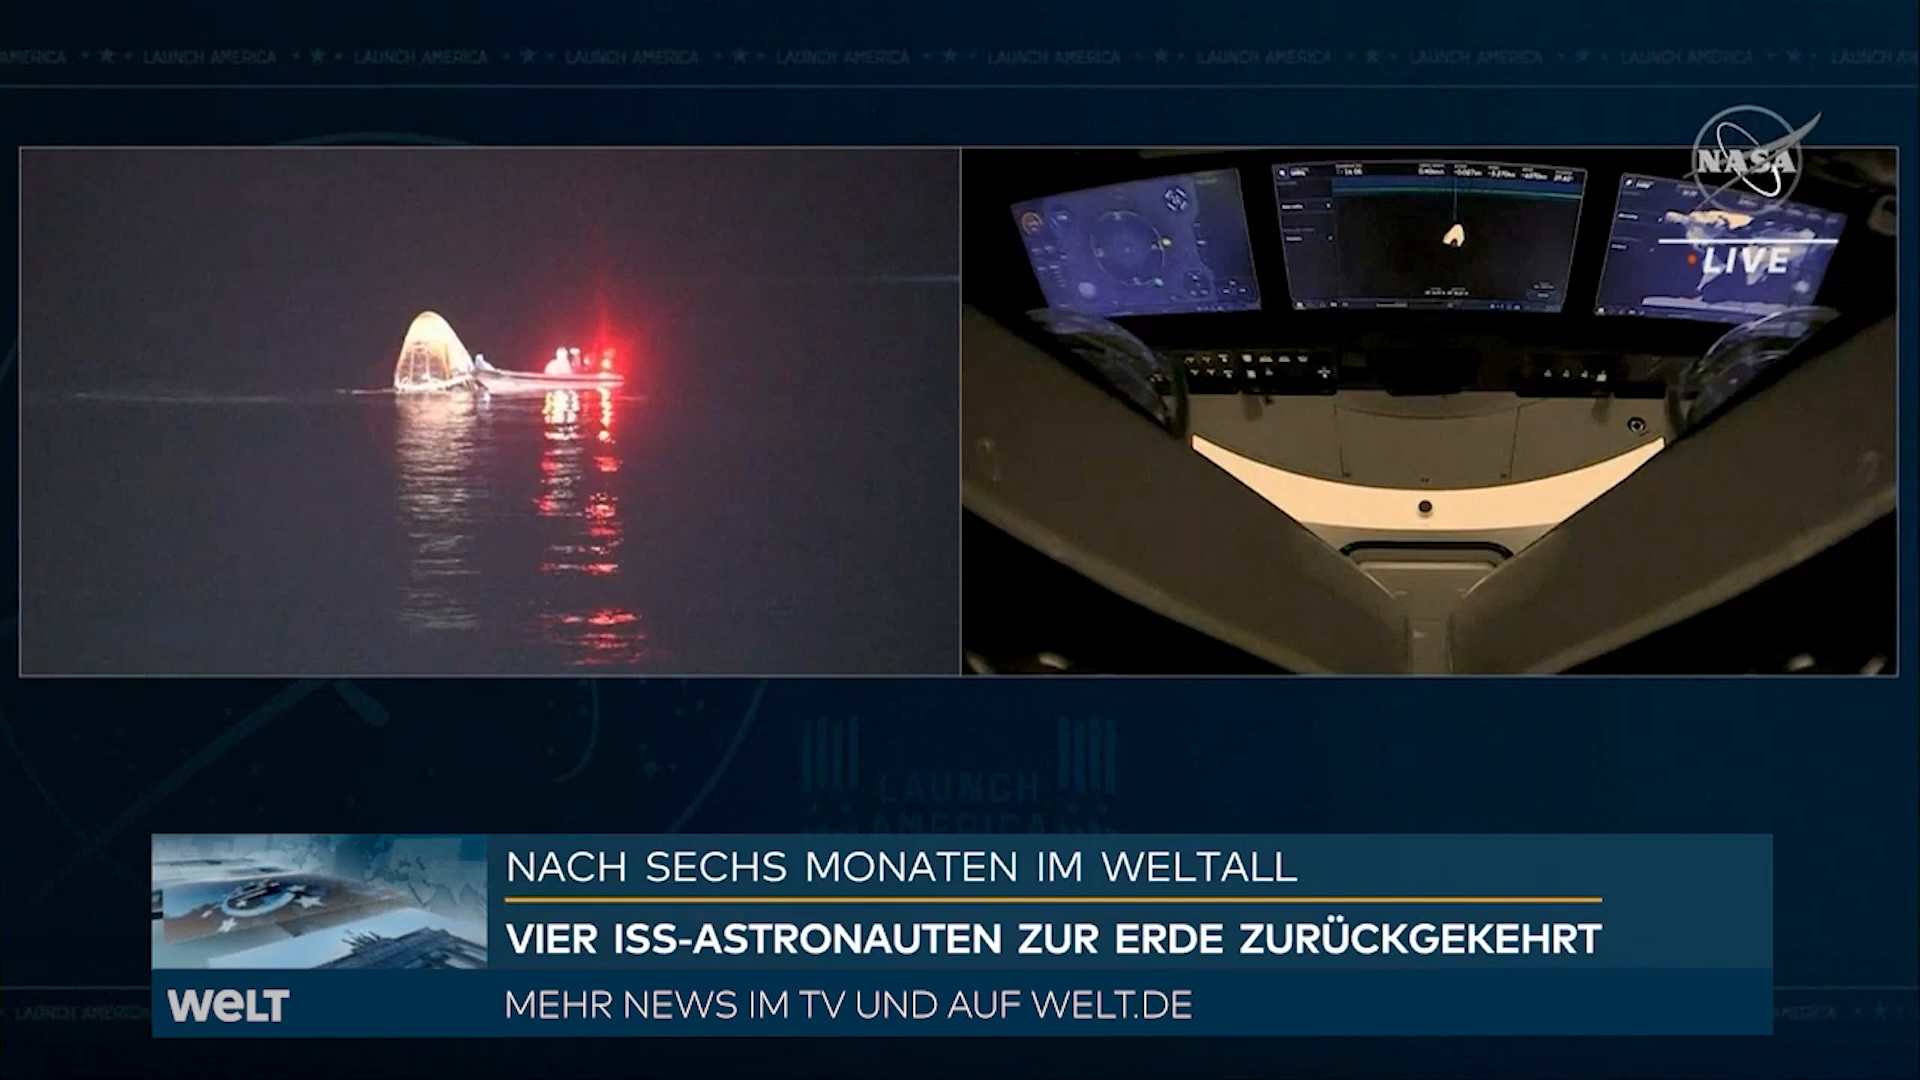 LAUNCH AMERICA LAUNCH AMERICA LAUNCH AMERICA LAUNCH AMERICA LAUNCH AMERICA LAUNCH AMERICA LAUNCH AMERICA LAUNCH AMERICA
NASA
LIVE
LAUNCH
AMERICA
NACH SECHS MONATEN IM WELTALL
VIER ISS-ASTRONAUTEN ZUR ERDE ZURÜCKGEKEHRT
WELT
MEHR NEWS IM TV UND AUF WELT.DE
LAUNCH AMERICA